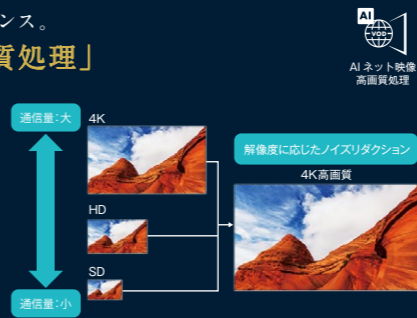 ンス。
質処理」
AI
VOD
AI ネット映像
高画質処理
通信量:大
4K
解像度に応じたノイズリダクション
4K高画質
HD
SD
通信量:小